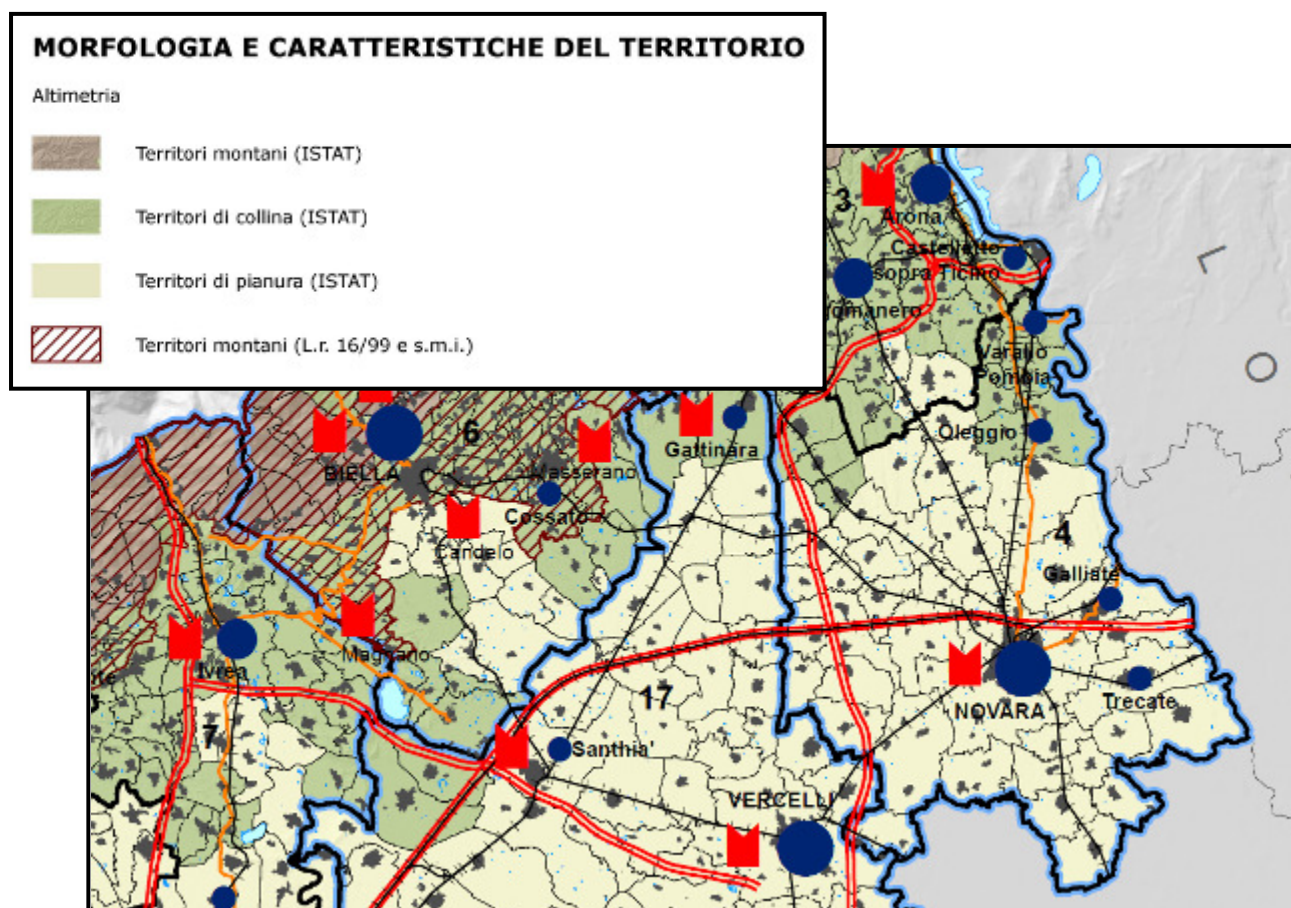 MORFOLOGIA E CARATTERISTICHE DEL TERRITORIO
Altimetria
Territori montani (ISTAT)
Territori di collina (ISTAT)
Territori di pianura (ISTAT)
Territori montani (L.r. 16/99 e s.m.i.)
3
Arona
L
Castelletto
sopra Ticino
omanero
Varallo
Pombia
O
6
BIELLA
Masserano
Gattinara
Oleggio
Cossato
Candelo
4
Galliate
Magnano
Ivrea
17
NOVARA
Trecate
7
Santhia'
VERCELLI